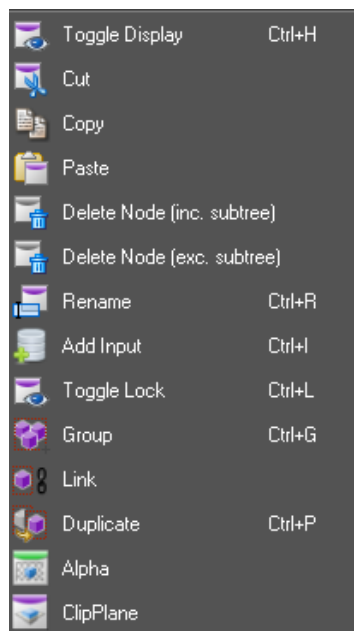 Toggle Display Ctrl+H
Cut
Copy
Paste
Delete Node (inc. subtree)
Delete Node (exc. subtree)
Rename Ctrl+R
Add Input Ctrl+I
Toggle Lock Ctrl+L
Group Ctrl+G
Link
Duplicate Ctrl+P
Alpha
ClipPlane